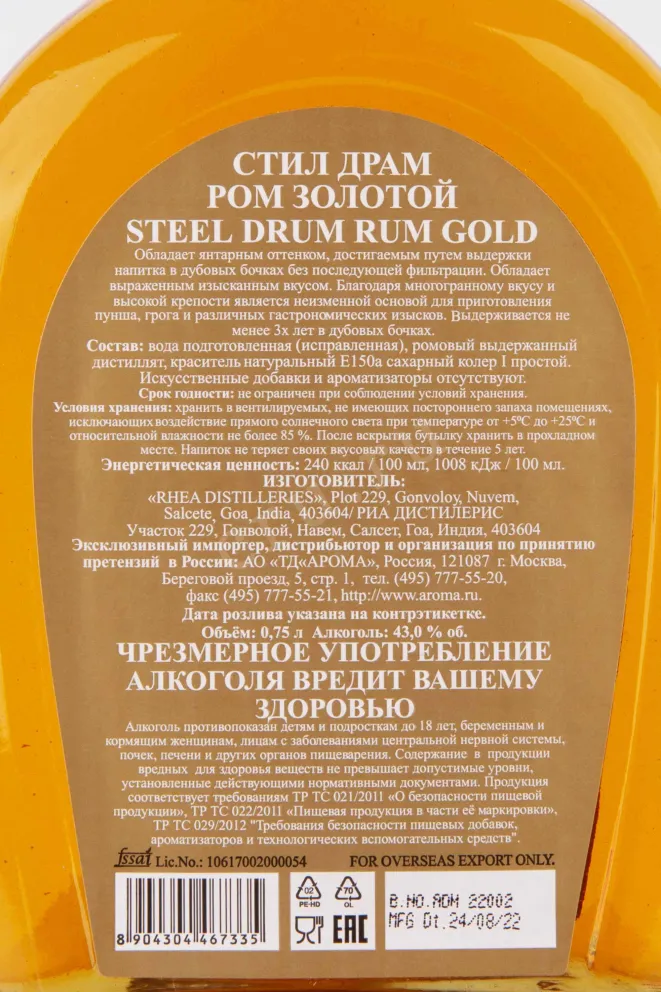 СТИЛ ДРАМ
РОМ ЗОЛОТОЙ
STEEL DRUM RUM GOLD
Обладает янтарным оттенком, достигаемым путем выдержки
напитка в дубовых бочках без последующей фильтрации. Обладает
выраженным изысканным вкусом. Благодаря многогранному вкусу и
высокой крепости является неизменной основой для приготовления
пунша, грога и различных гастрономических изысков. Выдерживается не
менее 3х лет в дубовых бочках.
Состав: вода подготовленная (исправленная), ромовый выдержанный
дистиллят, краситель натуральный Е150а сахарный колер I простой.
Искусственные добавки и ароматизаторы отсутствуют.
Срок годности: не ограничен при соблюдении условий хранения.
Условия хранения: хранить в вентилируемых, не имеющих постороннего запаха помещениях,
исключающих воздействие прямого солнечного света при температуре от +5ºС до +25ºС и
относительной влажности не более 85 %. После вскрытия бутылку хранить в прохладном
месте. Напиток не теряет своих вкусовых качеств в течение 5 лет.
Энергетическая ценность: 240 ккал / 100 мл, 1008 кДж / 100 мл.
ИЗГОТОВИТЕЛЬ:
«RHEA DISTILLERIES», Plot 229, Gonvoloy, Nuvem,
Salcete, Goa, India, 403604/ РИА ДИСТИЛЕРИС
Участок 229, Гонволой, Навем, Салсет, Гоа, Индия, 403604
Эксклюзивный импортер, дистрибьютор и организация по принятию
претензий в России: АО «ТД«АРОМА», Россия, 121087 г. Москва,
Береговой проезд, 5, стр. 1, тел. (495) 777-55-20,
факс (495) 777-55-21, http://www.aroma.ru.
Дата розлива указана на контрэтикетке.
Объём: 0,75 л Алкоголь: 43,0 % об.
ЧРЕЗМЕРНОЕ УПОТРЕБЛЕНИЕ
АЛКОГОЛЯ ВРЕДИТ ВАШЕМУ
ЗДОРОВЬЮ
Алкоголь противопоказан детям и подросткам до 18 лет, беременным и
кормящим женщинам, лицам с заболеваниями центральной нервной системы,
почек, печени и других органов пищеварения. Содержание в продукции
вредных для здоровья веществ не превышает допустимые уровни,
установленные действующими нормативными документами. Продукция
соответствует требованиям ТР ТС 021/2011 «О безопасности пищевой
продукции», ТР ТС 022/2011 «Пищевая продукция в части её маркировки»,
ТР ТС 029/2012 "Требования безопасности пищевых добавок,
ароматизаторов и технологических вспомогательных средств".
fssai Lic.No.: 10617002000054 FOR OVERSEAS EXPORT ONLY.
02 70
PE-HD OL
B.NO.ADM 22002
MFG Dt.24/08/22
EAC
8 904304 467335